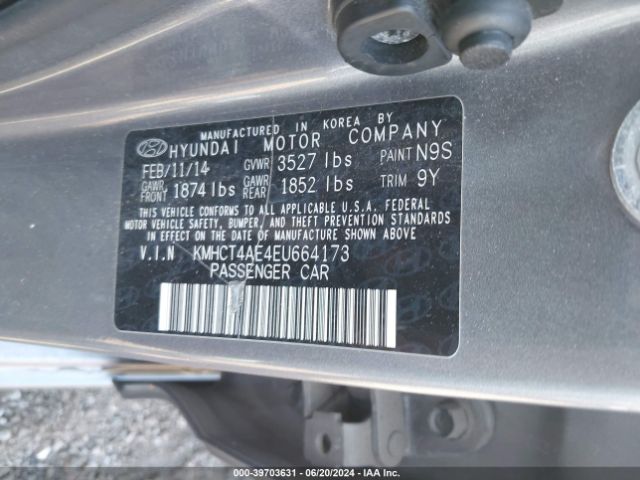 MANUFACTURED IN KOREA BY
HYUNDAI MOTOR COMPANY
FEB/11/14 GVWR 3527 lbs PAINT N9S
GAWR FRONT 1874 lbs GAWR REAR 1852 lbs TRIM 9Y
THIS VEHICLE CONFORMS TO ALL APPLICABLE U.S.A. FEDERAL
MOTOR VEHICLE SAFETY, BUMPER, AND THEFT PREVENTION STANDARDS
IN EFFECT ON THE DATE OF MANUFACTURE SHOWN ABOVE
V.I.N KMHCT4AE4EU664173
PASSENGER CAR
000-39703631 - 06/20/2024 - IAA Inc.